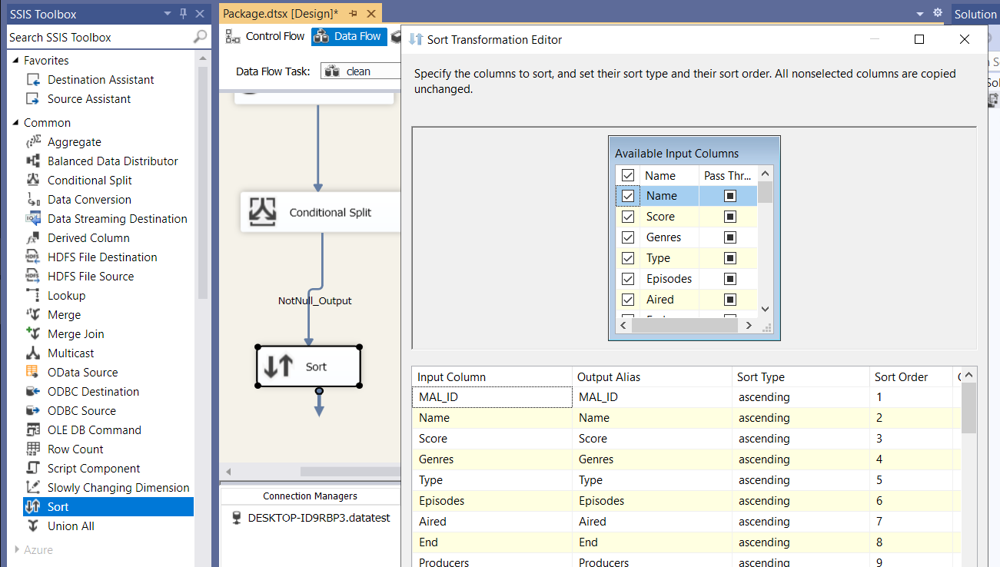 SSIS Toolbox
Search SSIS Toolbox
Favorites
Destination Assistant
Source Assistant
Common
Aggregate
Balanced Data Distributor
Conditional Split
Data Conversion
Data Streaming Destination
Derived Column
HDFS File Destination
HDFS File Source
Lookup
Merge
Merge Join
Multicast
OData Source
ODBC Destination
ODBC Source
OLE DB Command
Row Count
Script Component
Slowly Changing Dimension
Sort
Union All
Azure
Package.dtsx [Design]*
Control Flow
Data Flow
Data Flow Task:
clean
Conditional Split
NotNull_Output
Sort
Connection Managers
DESKTOP-ID9RBP3.datatest
Solution
Sort Transformation Editor
Specify the columns to sort, and set their sort type and their sort order. All nonselected columns are copied
unchanged.
Available Input Columns
Name Pass Thr...
Name
Score
Genres
Type
Episodes
Aired
Input Column Output Alias Sort Type Sort Order
MAL_ID MAL_ID ascending 1
Name Name ascending 2
Score Score ascending 3
Genres Genres ascending 4
Type Type ascending 5
Episodes Episodes ascending 6
Aired Aired ascending 7
End End ascending 8
Producers Producers ascending 9